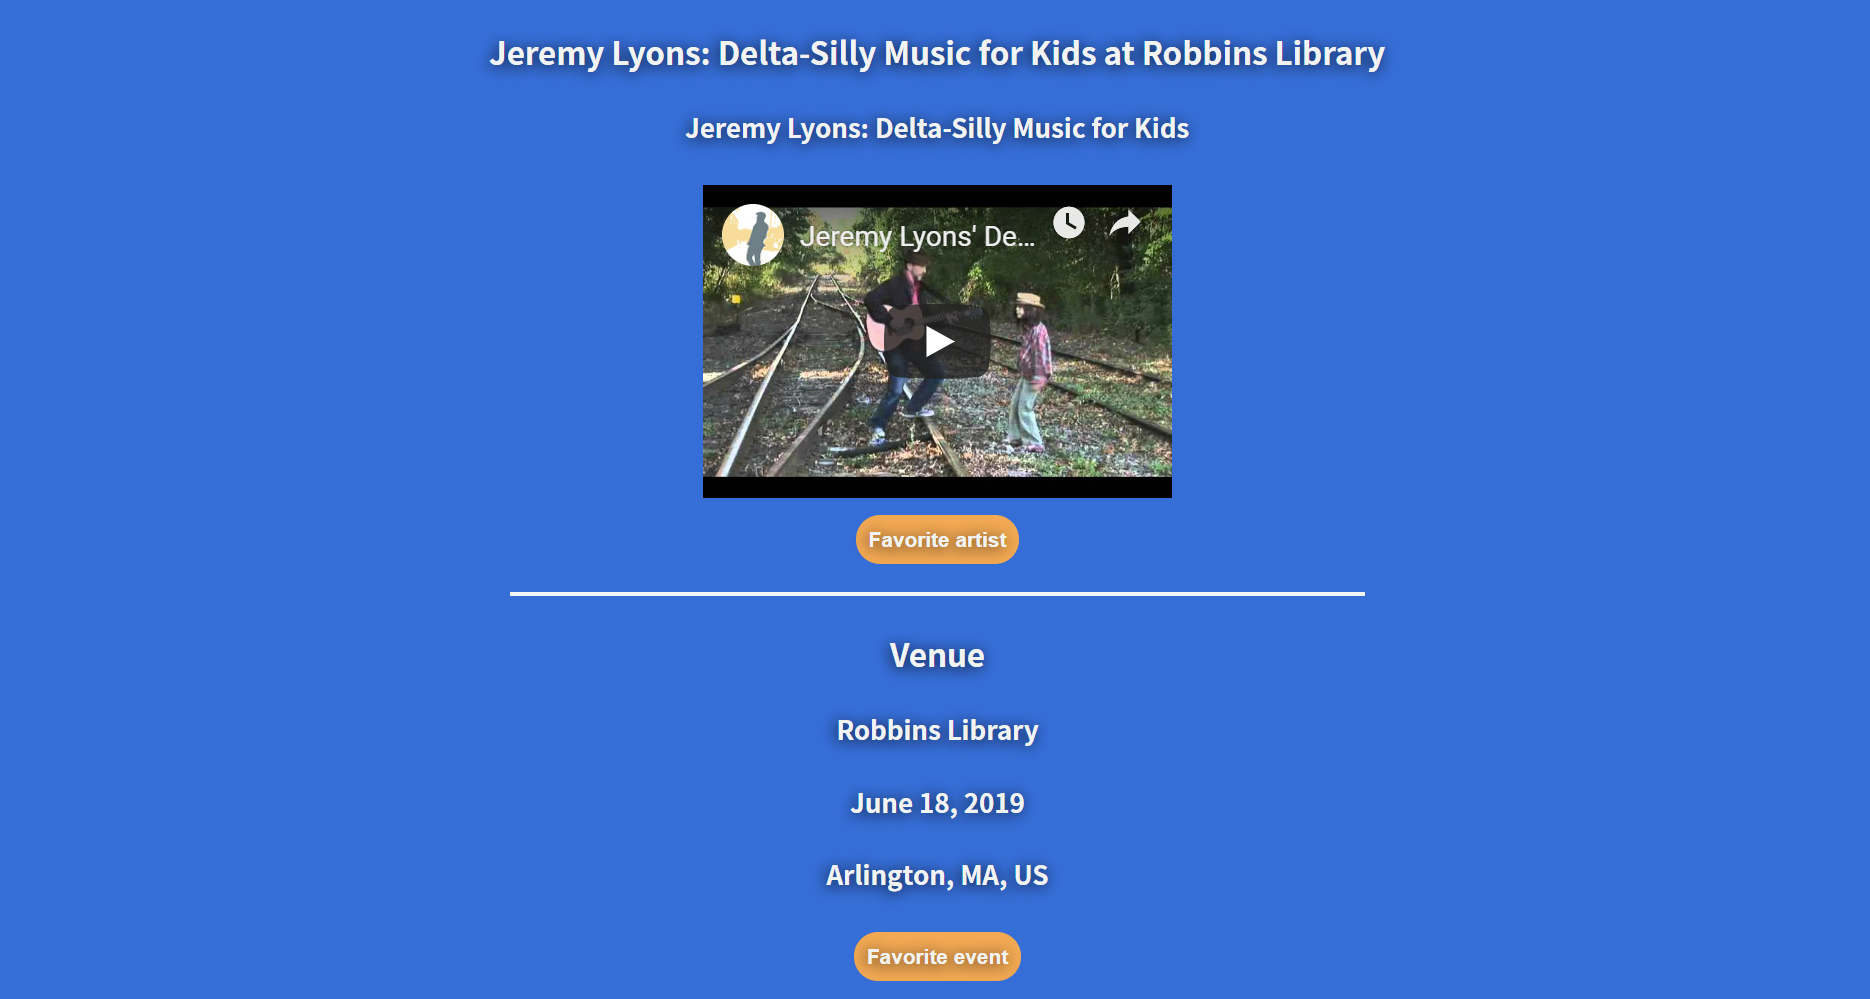 Jeremy Lyons: Delta-Silly Music for Kids at Robbins Library
Jeremy Lyons: Delta-Silly Music for Kids
Jeremy Lyons' De...
Favorite artist
Venue
Robbins Library
June 18, 2019
Arlington, MA, US
Favorite event